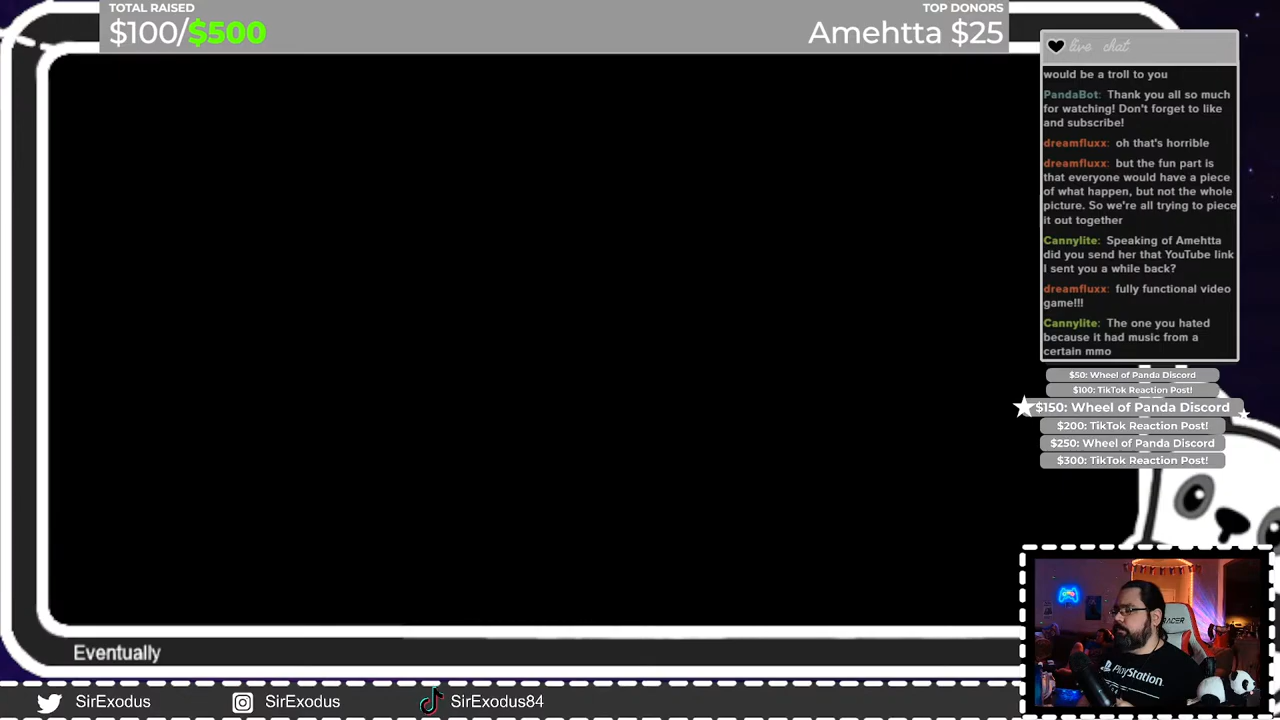 TOTAL RAISED
$100/$500
TOP DONORS
Amehtta $25
live chat
would be a troll to you
PandaBot: Thank you all so much
for watching! Don't forget to like
and subscribe!
dreamfluxx: oh that's horrible
dreamfluxx: but the fun part is
that everyone would have a piece
of what happen, but not the whole
picture. So we're all trying to piece
it out together
Cannylite: Speaking of Amehtta
did you send her that YouTube link
I sent you a while back?
dreamfluxx: fully functional video
game!!!
Cannylite: The one you hated
because it had music from a
certain mmo
$50: Wheel of Panda Discord
$100: TikTok Reaction Post!
$150: Wheel of Panda Discord
$200: TikTok Reaction Post!
$250: Wheel of Panda Discord
$300: TikTok Reaction Post!
RACER
PlayStation
Eventually
SirExodus
SirExodus
SirExodus84